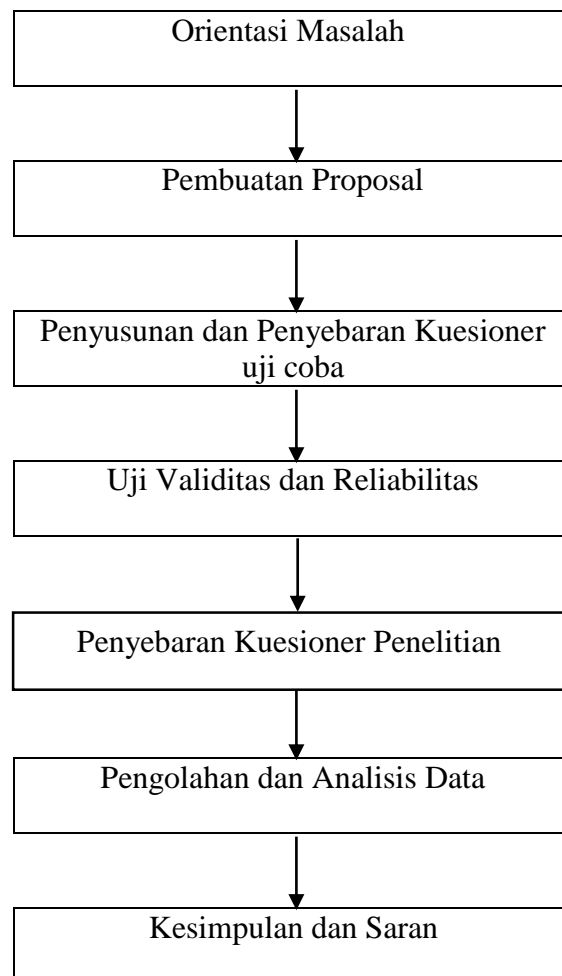 Orientasi Masalah
Pembuatan Proposal
Penyusunan dan Penyebaran Kuesioner
uji coba
Uji Validitas dan Reliabilitas
Penyebaran Kuesioner Penelitian
Pengolahan dan Analisis Data
Kesimpulan dan Saran